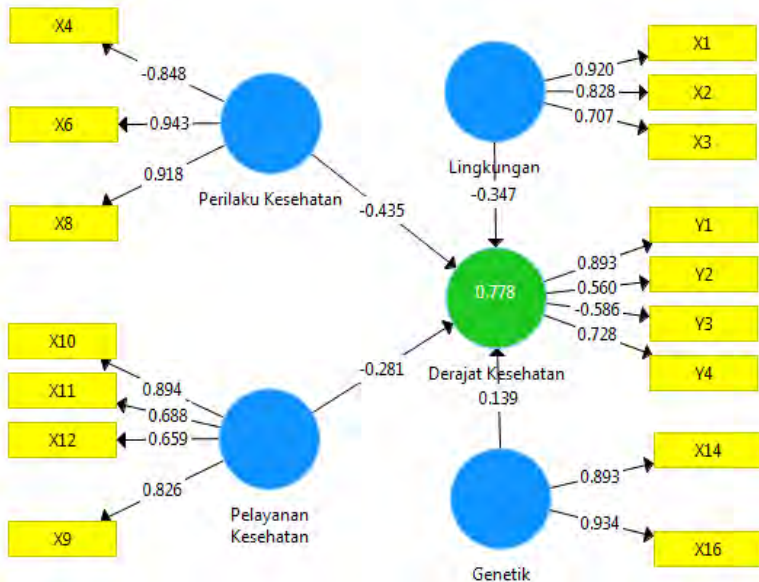 X4
-0.848
X6
0.943
X8
0.918
Perilaku Kesehatan
-0.435
X1
0.920
X2
0.828
X3
0.707
Lingkungan
-0.347
Y1
0.893
Y2
0.560
0.778
Y3
-0.586
Y4
0.728
Derajat Kesehatan
X10
0.894
X11
0.688
X12
0.659
X9
0.826
Pelayanan
Kesehatan
-0.281
0.139
X14
0.893
X16
0.934
Genetik